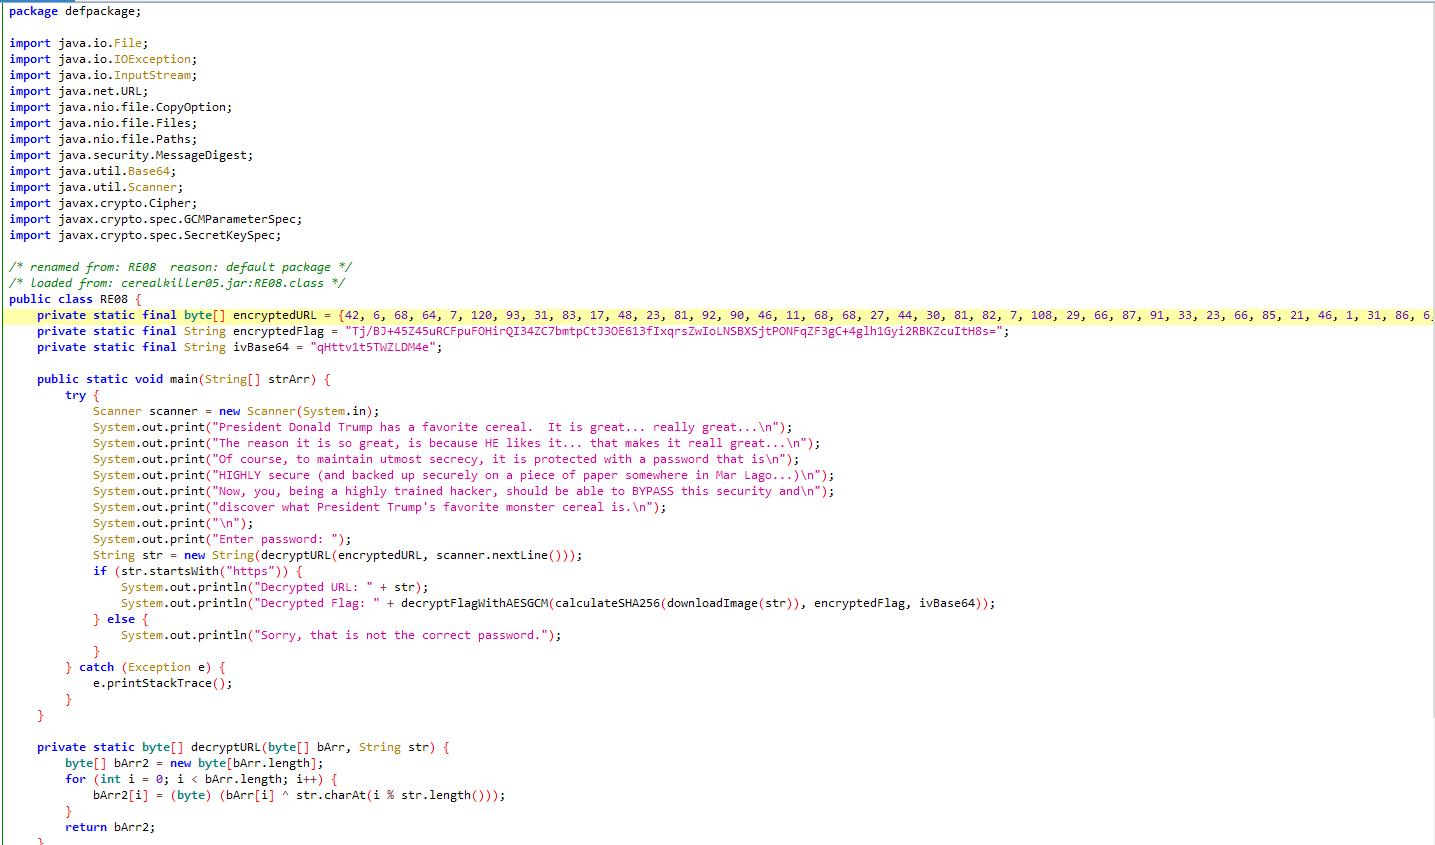 package defpackage;
import java.io.File;
import java.io.IOException;
import java.io.InputStream;
import java.net.URL;
import java.nio.file.CopyOption;
import java.nio.file.Files;
import java.nio.file.Paths;
import java.security.MessageDigest;
import java.util.Base64;
import java.util.Scanner;
import javax.crypto.Cipher;
import javax.crypto.spec.GCMParameterSpec;
import javax.crypto.spec.SecretKeySpec;
/* renamed from: RE08  reason: default package */
/* loaded from: cerealkiller05.jar:RE08.class */
public class RE08 {
    private static final byte[] encryptedURL = {42, 6, 68, 64, 7, 120, 93, 31, 83, 17, 48, 23, 81, 92, 90, 46, 11, 68, 68, 27, 44, 30, 81, 82, 7, 108, 29, 66, 87, 91, 33, 23, 66, 85, 21, 46, 1, 31, 86, 6
    private static final String encryptedFlag = "Tj/BJ+45Z45uRCFpuFOHirQI34ZC7bmtpCtJ3OE613fIxqrsZwIoLNSBXSjtPONFqZF3gC+4glh1Gyi2RBKZcuItH8s=";
    private static final String ivBase64 = "qHttv1t5TWZLDM4e";
    public static void main(String[] strArr) {
        try {
            Scanner scanner = new Scanner(System.in);
            System.out.print("President Donald Trump has a favorite cereal.  It is great... really great...\n");
            System.out.print("The reason it is so great, is because HE likes it... that makes it reall great...\n");
            System.out.print("Of course, to maintain utmost secrecy, it is protected with a password that is\n");
            System.out.print("HIGHLY secure (and backed up securely on a piece of paper somewhere in Mar Lago...)\n");
            System.out.print("Now, you, being a highly trained hacker, should be able to BYPASS this security and\n");
            System.out.print("discover what President Trump's favorite monster cereal is.\n");
            System.out.print("\n");
            System.out.print("Enter password: ");
            String str = new String(decryptURL(encryptedURL, scanner.nextLine()));
            if (str.startsWith("https")) {
                System.out.println("Decrypted URL: " + str);
                System.out.println("Decrypted Flag: " + decryptFlagWithAESGCM(calculateSHA256(downloadImage(str)), encryptedFlag, ivBase64));
            } else {
                System.out.println("Sorry, that is not the correct password.");
            }
        } catch (Exception e) {
            e.printStackTrace();
        }
    }
    private static byte[] decryptURL(byte[] bArr, String str) {
        byte[] bArr2 = new byte[bArr.length];
        for (int i = 0; i < bArr.length; i++) {
            bArr2[i] = (byte) (bArr[i] ^ str.charAt(i % str.length()));
        }
        return bArr2;
    }